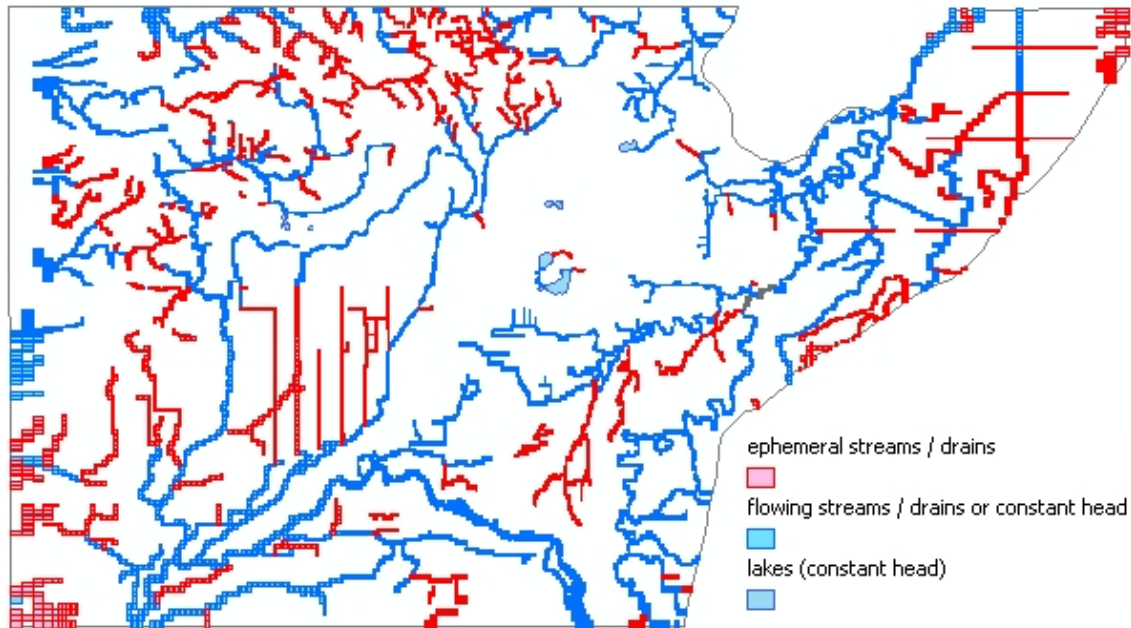 ephemeral streams / drains
flowing streams / drains or constant head
lakes (constant head)